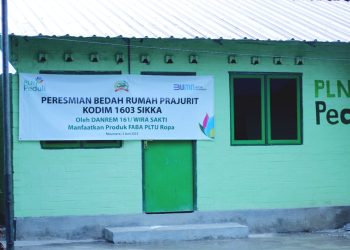 PLN
Peduli
BUMN
PERESMIAN BEDAH RUMAH PRAJURIT
KODIM 1603 SIKKA
Oleh DANREM 161/ WIRA SAKTI
Manfaatkan Produk FABA PLTU Ropa
PLN
Ped